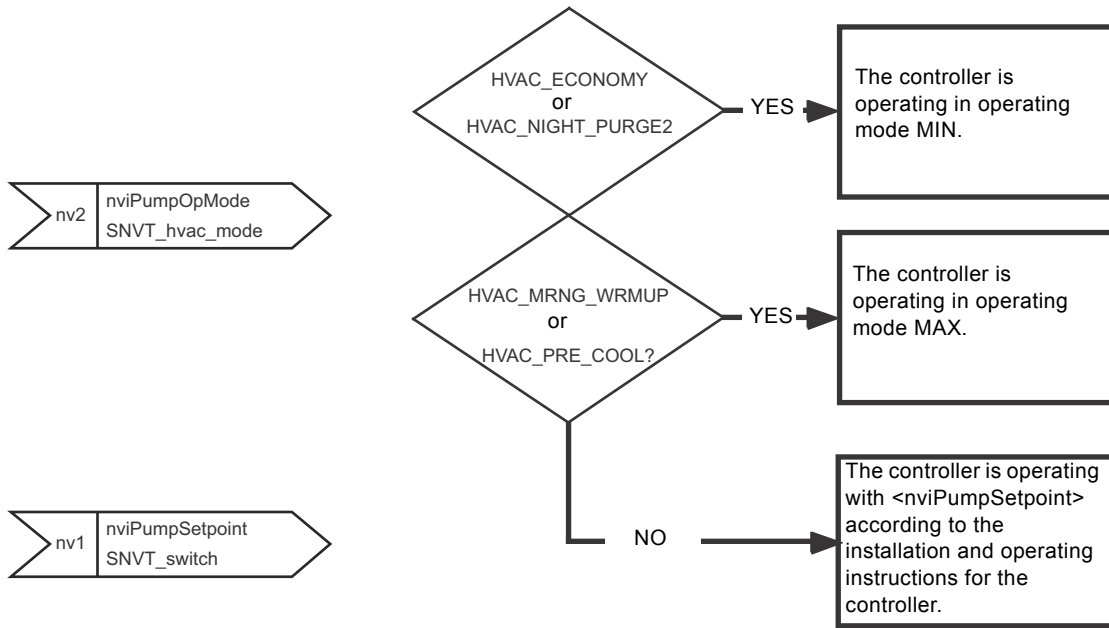 HVAC_ECONOMY
or
HVAC_NIGHT_PURGE2
YES
The controller is
operating in operating
mode MIN.
nv2
nviPumpOpMode
SNVT_hvac_mode
HVAC_MRNG_WRMUP
or
HVAC_PRE_COOL?
YES
The controller is
operating in operating
mode MAX.
nv1
nviPumpSetpoint
SNVT_switch
NO
The controller is operating
with <nviPumpSetpoint>
according to the
installation and operating
instructions for the
controller.